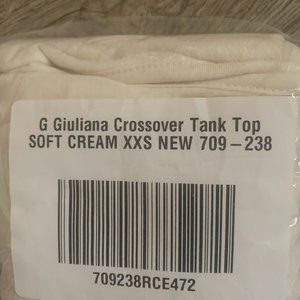 G Giuliana Crossover Tank Top
SOFT CREAM XXS NEW 709-238
709238RCE472